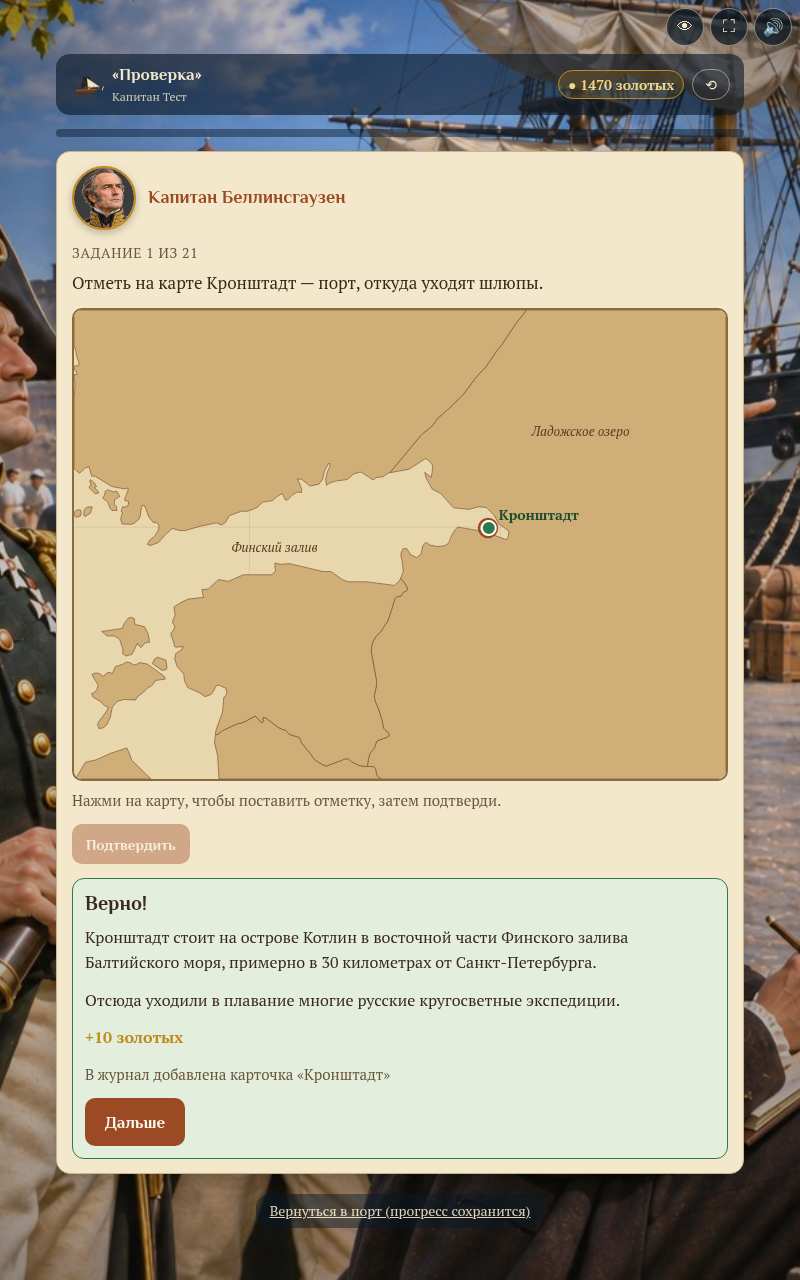 «Проверка»
Капитан Тест
● 1470 золотых
Капитан Беллинсгаузен
ЗАДАНИЕ 1 ИЗ 21
Отметь на карте Кронштадт — порт, откуда уходят шлюпы.
Ладожское озеро
Кронштадт
Финский залив
Нажми на карту, чтобы поставить отметку, затем подтверди.
Подтвердить
Верно!
Кронштадт стоит на острове Котлин в восточной части Финского залива
Балтийского моря, примерно в 30 километрах от Санкт-Петербурга.
Отсюда уходили в плавание многие русские кругосветные экспедиции.
+10 золотых
В журнал добавлена карточка «Кронштадт»
Дальше
Вернуться в порт (прогресс сохранится)